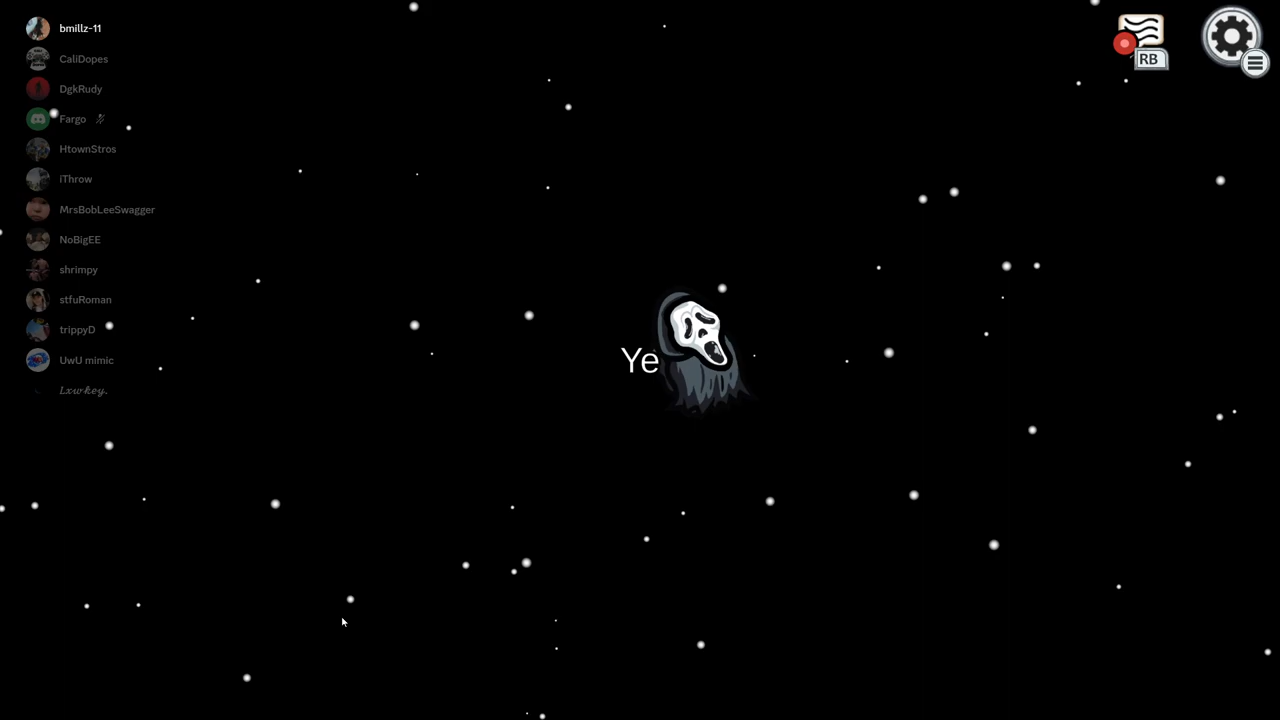 bmillz-11
CaliDopes
DgkRudy
Fargo
HtownStros
iThrow
MrsBobLeeSwagger
NoBigEE
shrimpy
stfuRoman
trippyD
UwU mimic
Lxwkey
RB
Ye